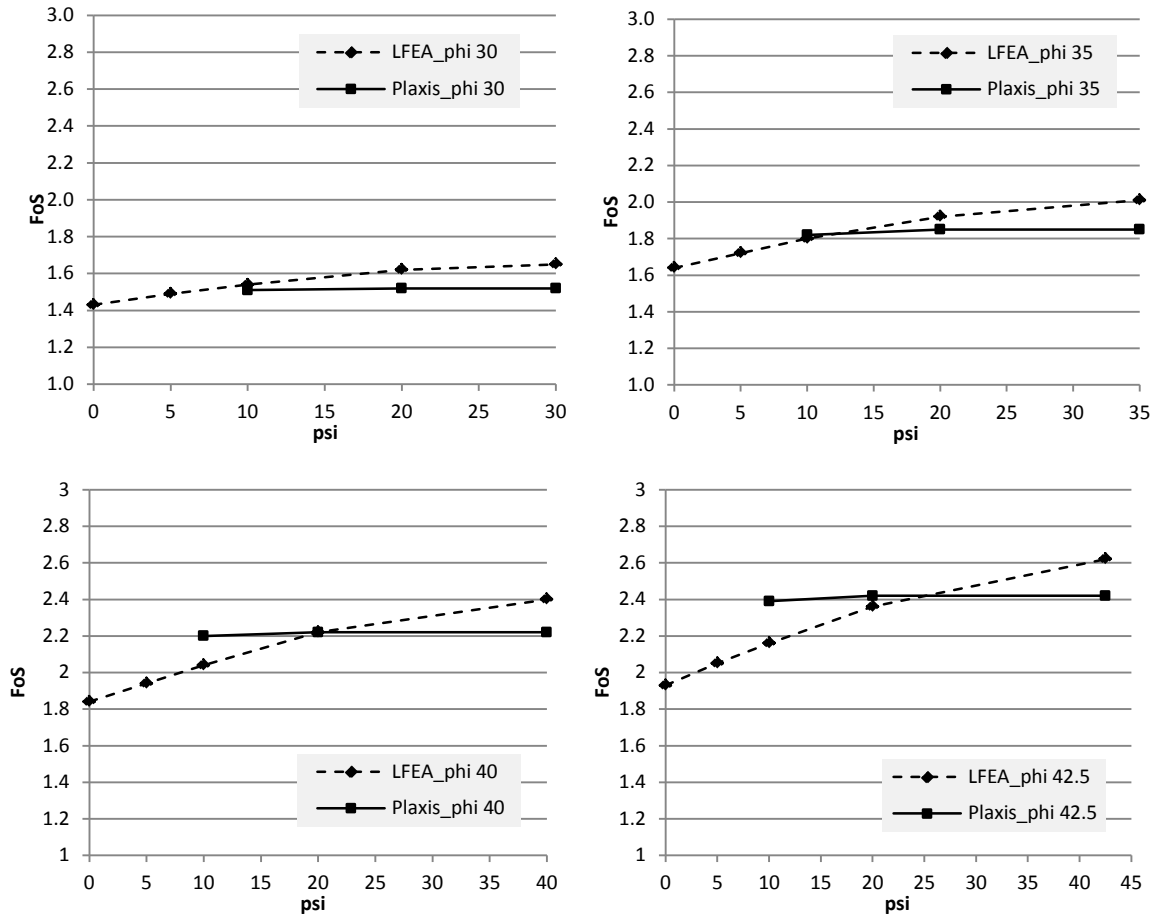 3.0
2.8
2.6
2.4
2.2
2.0
1.8
1.6
1.4
1.2
1.0
FoS
0 5 10 15 20 25 30
psi
LFEA_phi 30
Plaxis_phi 30
3.0
2.8
2.6
2.4
2.2
2.0
1.8
1.6
1.4
1.2
1.0
FoS
0 5 10 15 20 25 30 35
psi
LFEA_phi 35
Plaxis_phi 35
3
2.8
2.6
2.4
2.2
2
1.8
1.6
1.4
1.2
1
FoS
0 5 10 15 20 25 30 35 40
psi
LFEA_phi 40
Plaxis_phi 40
3
2.8
2.6
2.4
2.2
2
1.8
1.6
1.4
1.2
1
FoS
0 5 10 15 20 25 30 35 40 45
psi
LFEA_phi 42.5
Plaxis_phi 42.5